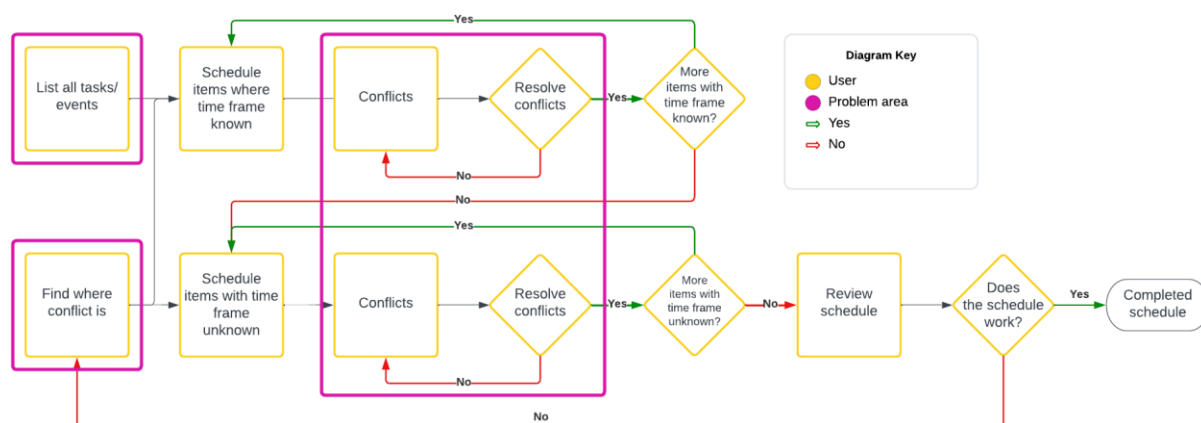 Yes
List all tasks/
events
Schedule
items where
time frame
known
Conflicts
Resolve
conflicts
Yes
More
items with
time frame
known?
No
Diagram Key
User
Problem area
Yes
No
No
Yes
Find where
conflict is
Schedule
items with time
frame
unknown
Conflicts
Resolve
conflicts
Yes
More
items with
time frame
unknown?
No
Review
schedule
Does
the schedule
work?
Yes
Completed
schedule
No
No